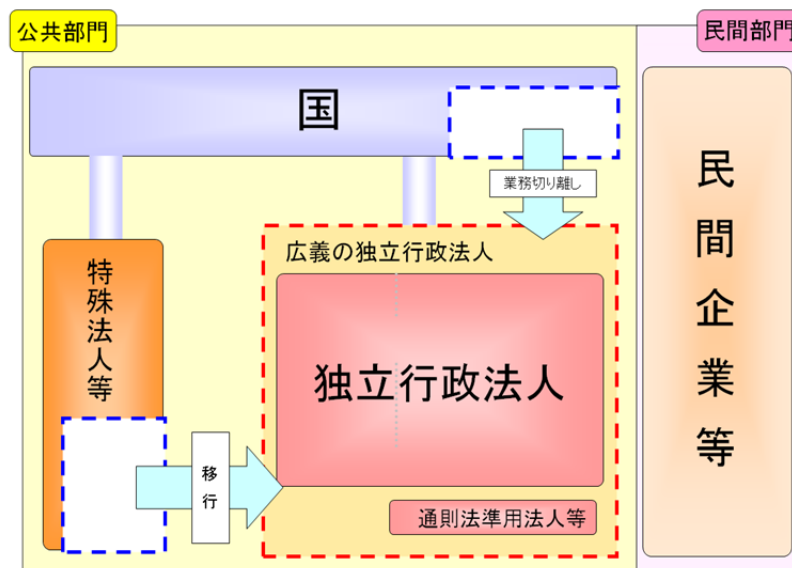 公共部門
民間部門
国
業務切り離し
特殊法人等
広義の独立行政法人
独立行政法人
移行
通則法準用法人等
民間企業等